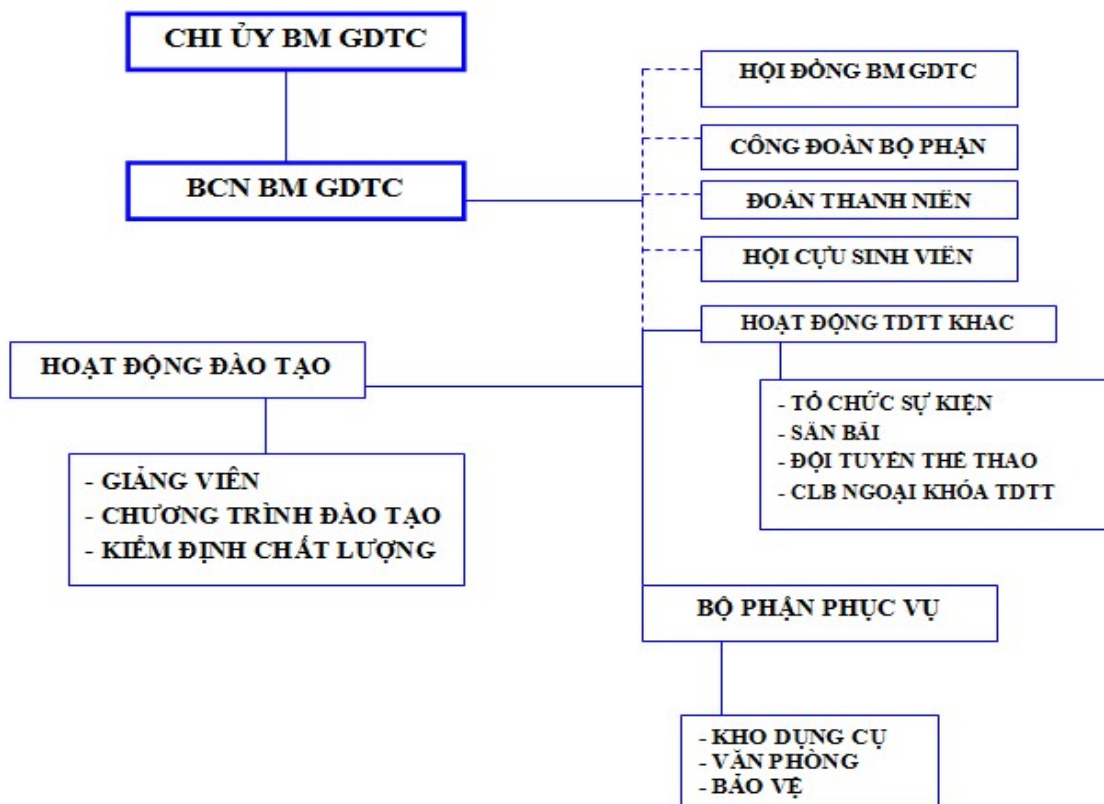 CHI ỦY BM GDTC
BCN BM GDTC
HỘI ĐỒNG BM GDTC
CÔNG ĐOÀN BỘ PHẬN
ĐOÀN THANH NIÊN
HỘI CỰU SINH VIÊN
HOẠT ĐỘNG TDTT KHAC
- TỔ CHỨC SỰ KIỆN
- SÂN BÃI
- ĐỘI TUYỂN THỂ THAO
- CLB NGOẠI KHÓA TDTT
HOẠT ĐỘNG ĐÀO TẠO
- GIẢNG VIÊN
- CHƯƠNG TRÌNH ĐÀO TẠO
- KIỂM ĐỊNH CHẤT LƯỢNG
BỘ PHẬN PHỤC VỤ
- KHO DỤNG CỤ
- VĂN PHÒNG
- BẢO VỆ